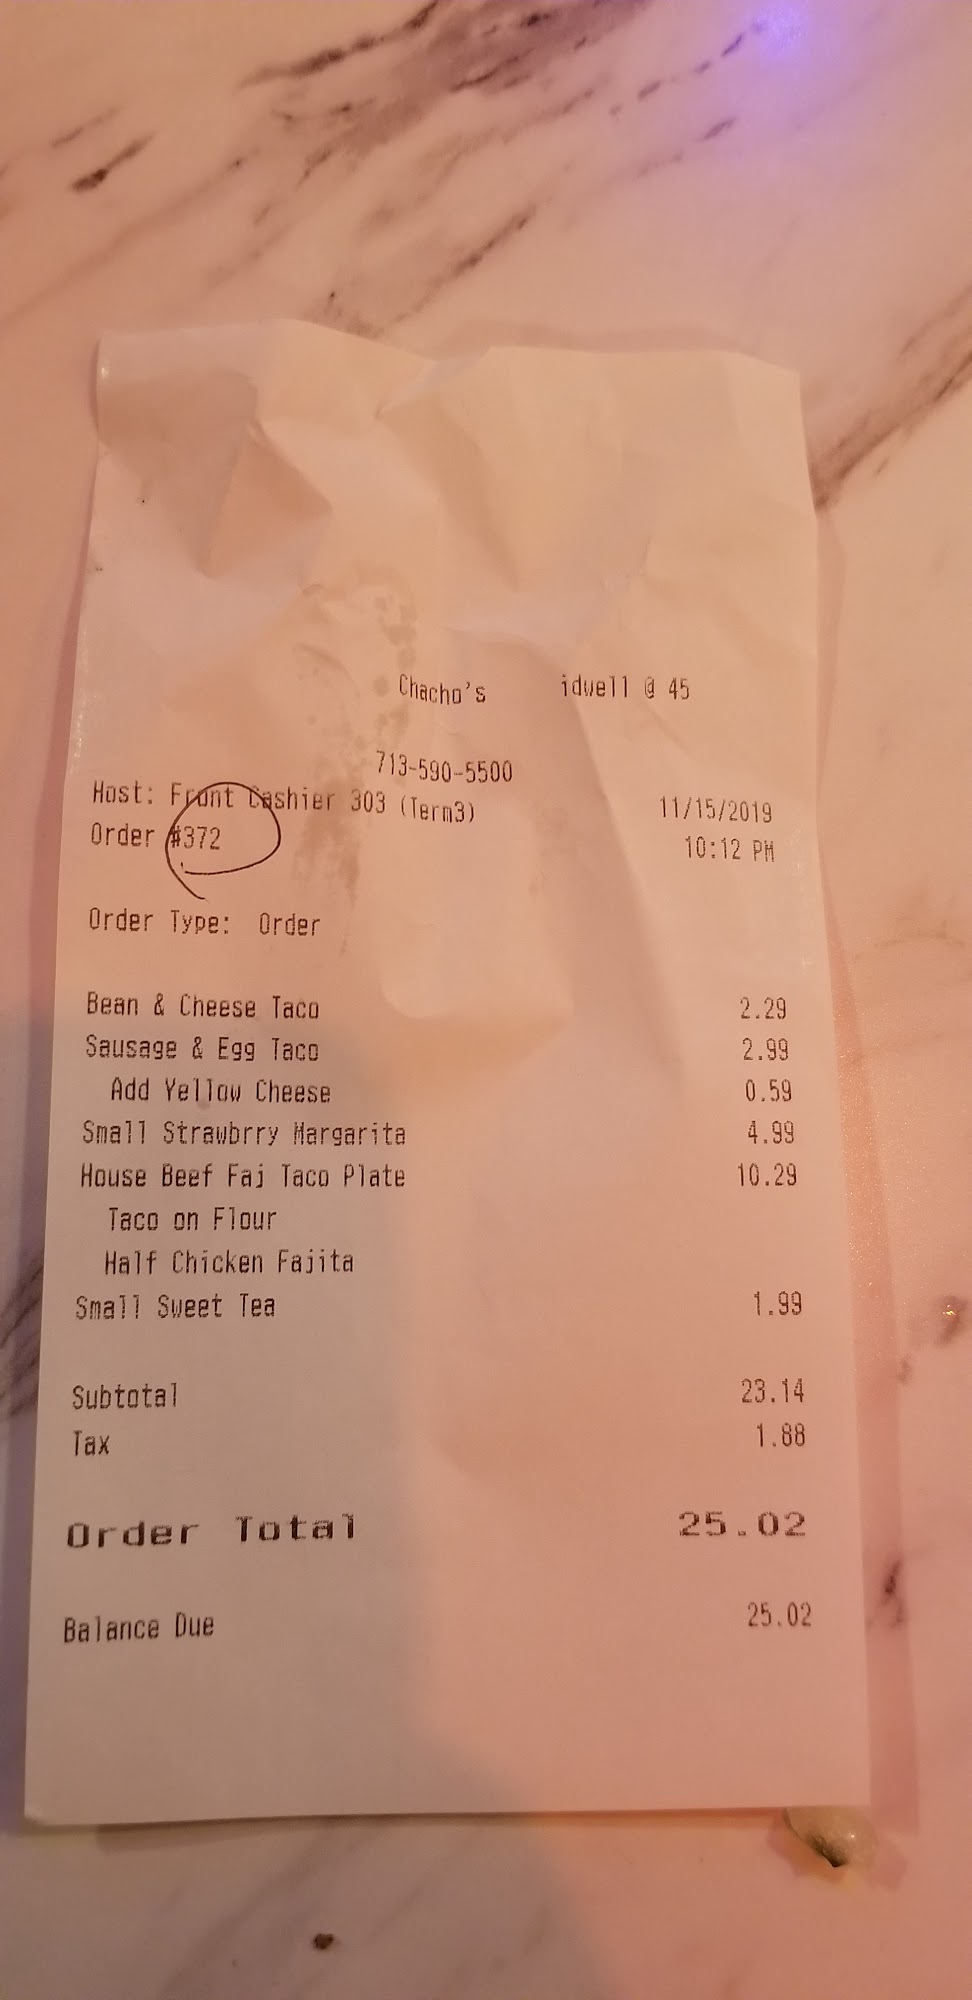 Chacho's idwell @ 45
713-590-5500
Host: Front Cashier 303 (Term3) 11/15/2019
Order #372 10:12 PM
Order Type: Order
Bean & Cheese Taco 2.29
Sausage & Egg Taco 2.99
Add Yellow Cheese 0.59
Small Strawbrry Margarita 4.99
House Beef Faj Taco Plate 10.29
Taco on Flour
Half Chicken Fajita
Small Sweet Tea 1.99
Subtotal 23.14
Tax 1.88
Order Total 25.02
Balance Due 25.02